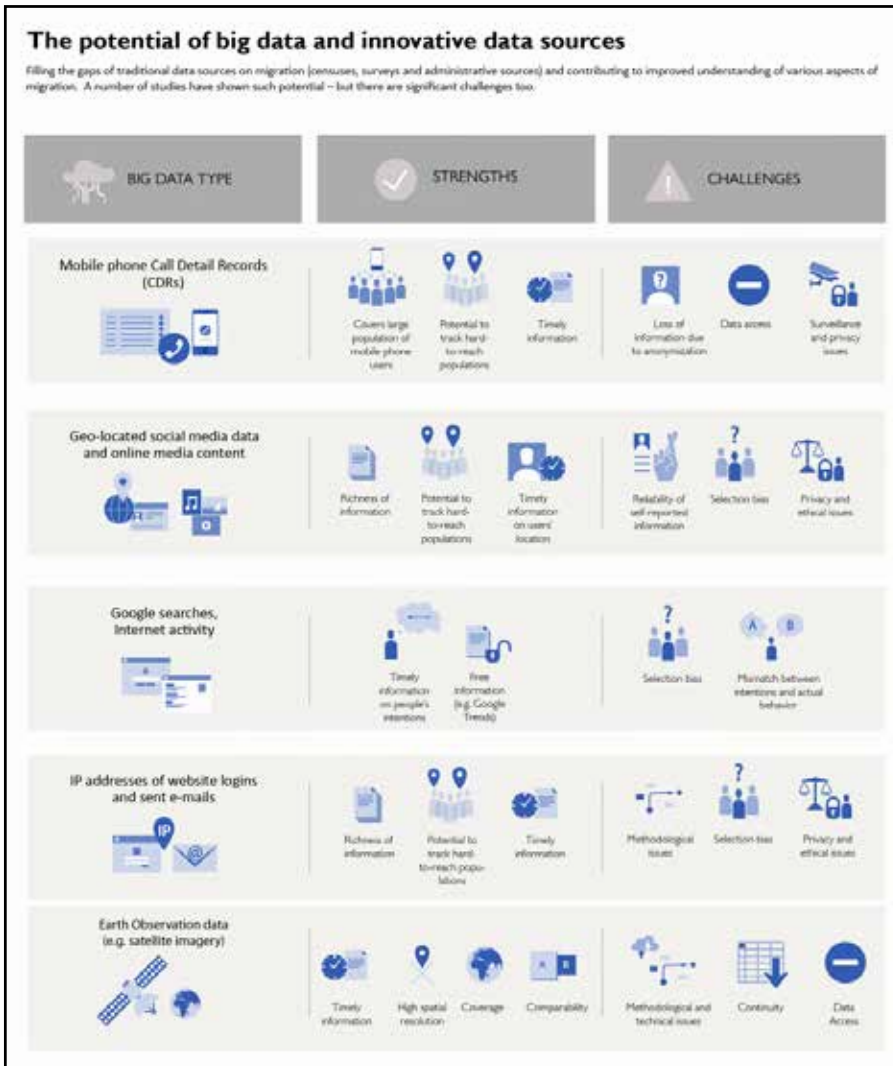 The potential of big data and innovative data sources
Filling the gaps of traditional data sources on migration (censuses, surveys and administrative sources) and contributing to improved understanding of various aspects of
migration. A number of studies have shown such potential – but there are significant challenges too.
BIG DATA TYPE
STRENGTHS
CHALLENGES
Mobile phone Call Detail Records
(CDRs)
Covers large
population of
mobile phone
users
Potential to
track hard-
to-reach
populations
Timely
information
Loss of
information due
to anonymisation
Data access
Surveillance
and privacy
issues
Geo-located social media data
and online media content
Richness of
information
Potential to
track hard-
to-reach
populations
Timely
information
on users'
location
Reliability of
self-reported
information
Selection bias
Privacy and
ethical issues
Google searches,
Internet activity
Timely
information
on people's
intentions
Free
information
(e.g. Google
Trends)
Selection bias
A B
Mismatch between
intentions and actual
behavior
IP addresses of website logins
and sent e-mails
IP
@
Richness of
information
Potential to
track hard-
to-reach popu-
lations
Timely
information
Methodological
issues
Selection bias
Privacy and
ethical issues
Earth Observation data
(e.g. satellite imagery)
Timely
information
High spatial
resolution
Coverage
A B
Comparability
Methodological and
technical issues
Continuity
Data
Access